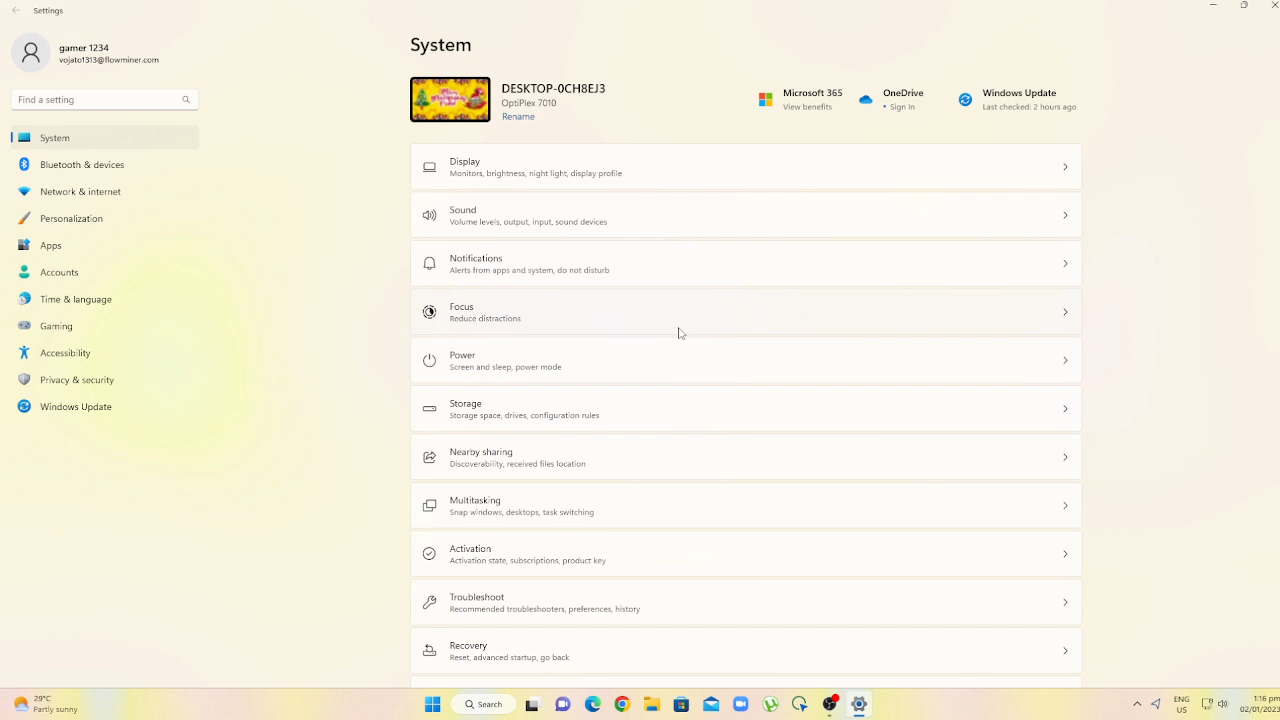 Settings
gamer 1234
vojato1313@flowminer.com
Find a setting
System
Bluetooth & devices
Network & internet
Personalization
Apps
Accounts
Time & language
Gaming
Accessibility
Privacy & security
Windows Update
System
DESKTOP-0CH8EJ3
OptiPlex 7010
Rename
Microsoft 365
View benefits
OneDrive
• Sign In
Windows Update
Last checked: 2 hours ago
Display
Monitors, brightness, night light, display profile
Sound
Volume levels, output, input, sound devices
Notifications
Alerts from apps and system, do not disturb
Focus
Reduce distractions
Power
Screen and sleep, power mode
Storage
Storage space, drives, configuration rules
Nearby sharing
Discoverability, received files location
Multitasking
Snap windows, desktops, task switching
Activation
Activation state, subscriptions, product key
Troubleshoot
Recommended troubleshooters, preferences, history
Recovery
Reset, advanced startup, go back
29°C
Partly sunny
Search
ENG
US
1:16 pm
02/01/2023